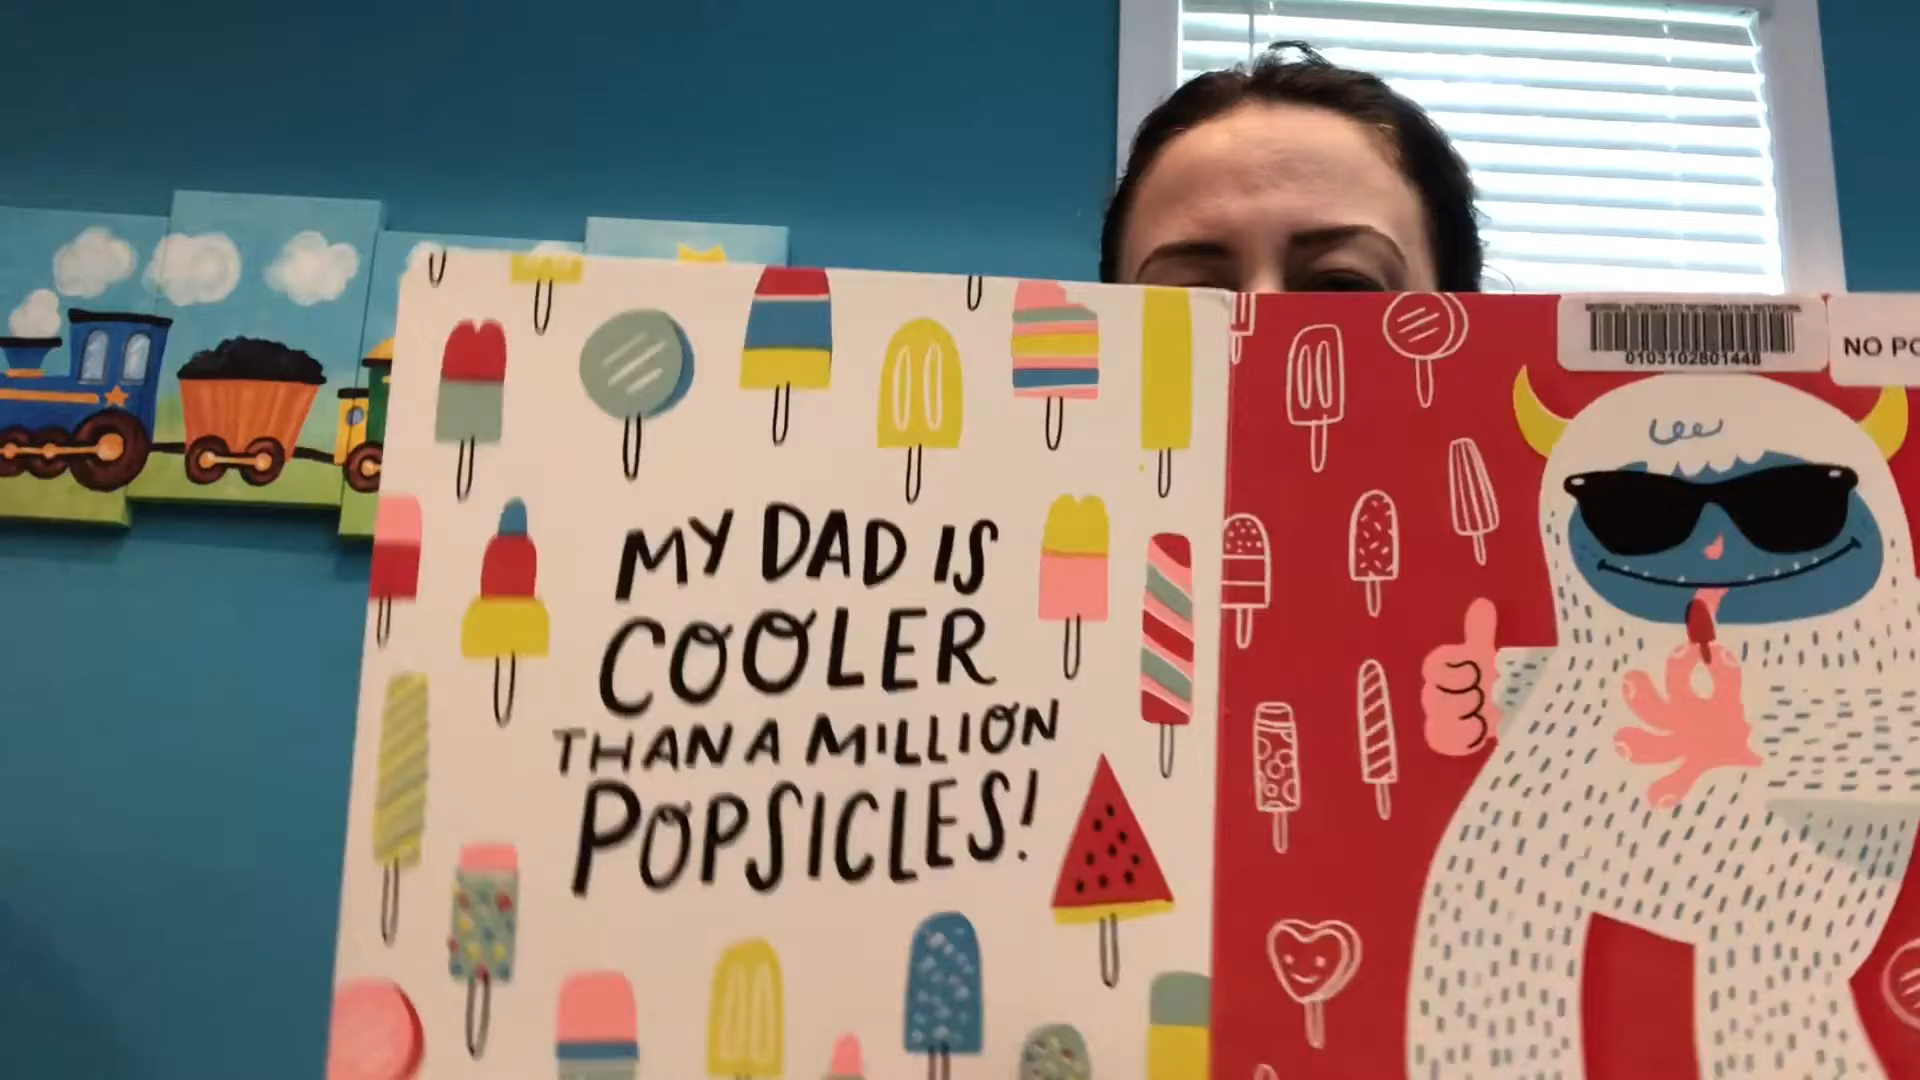 MY DAD IS
COOLER
THAN A MILLION
POPSICLES!
0103102801448
NO PO